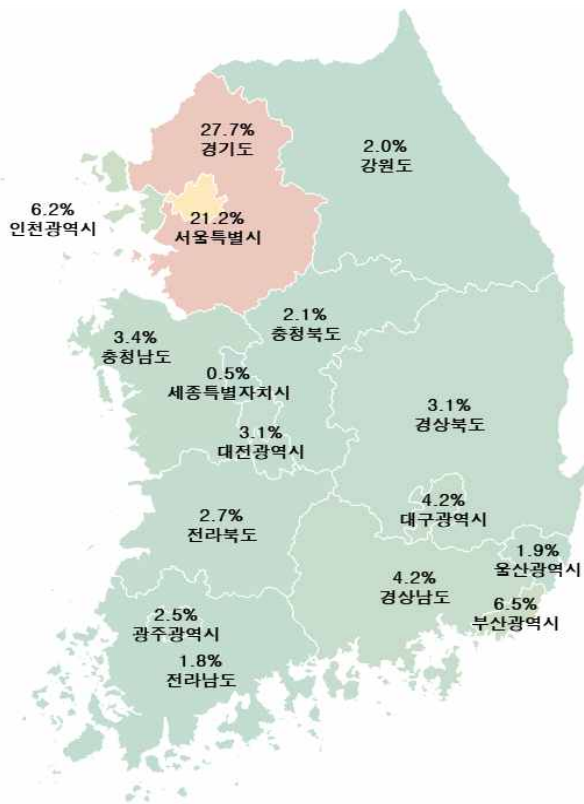 27.7%
경기도
2.0%
강원도
6.2%
인천광역시
21.2%
서울특별시
2.1%
충청북도
3.4%
충청남도
0.5%
세종특별자치시
3.1%
대전광역시
3.1%
경상북도
4.2%
대구광역시
2.7%
전라북도
1.9%
울산광역시
4.2%
경상남도
6.5%
부산광역시
2.5%
광주광역시
1.8%
전라남도